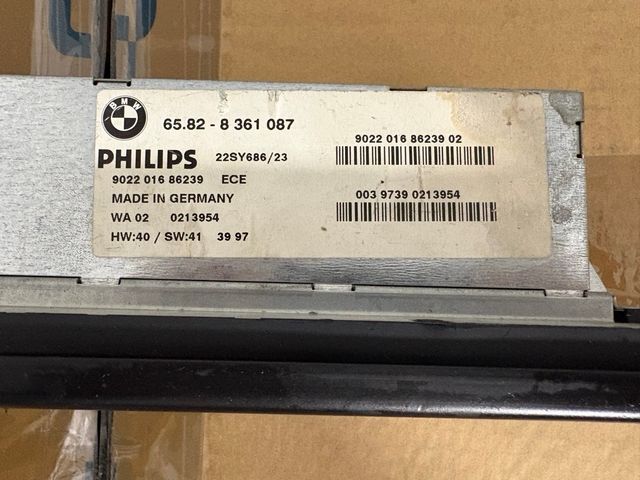 BMW
65.82 - 8 361 087
PHILIPS 22SY686/23
9022 016 86239 ECE
MADE IN GERMANY
WA 02 0213954
HW:40 / SW:41 39 97
9022 016 86239 02
003 9739 0213954